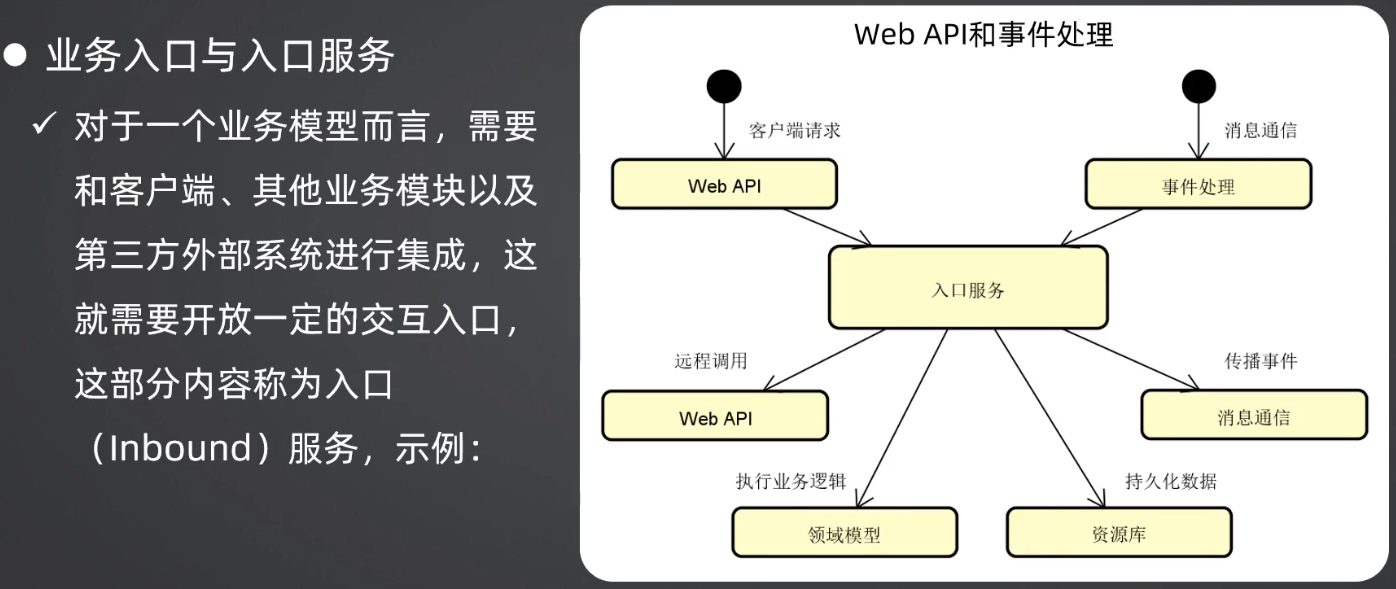 ● 业务入口与入口服务
✓ 对于一个业务模型而言，需要
和客户端、其他业务模块以及
第三方外部系统进行集成，这
就需要开放一定的交互入口，
这部分内容称为入口
（Inbound）服务，示例：
Web API和事件处理
客户端请求
消息通信
Web API
事件处理
入口服务
远程调用
传播事件
Web API
消息通信
执行业务逻辑
持久化数据
领域模型
资源库